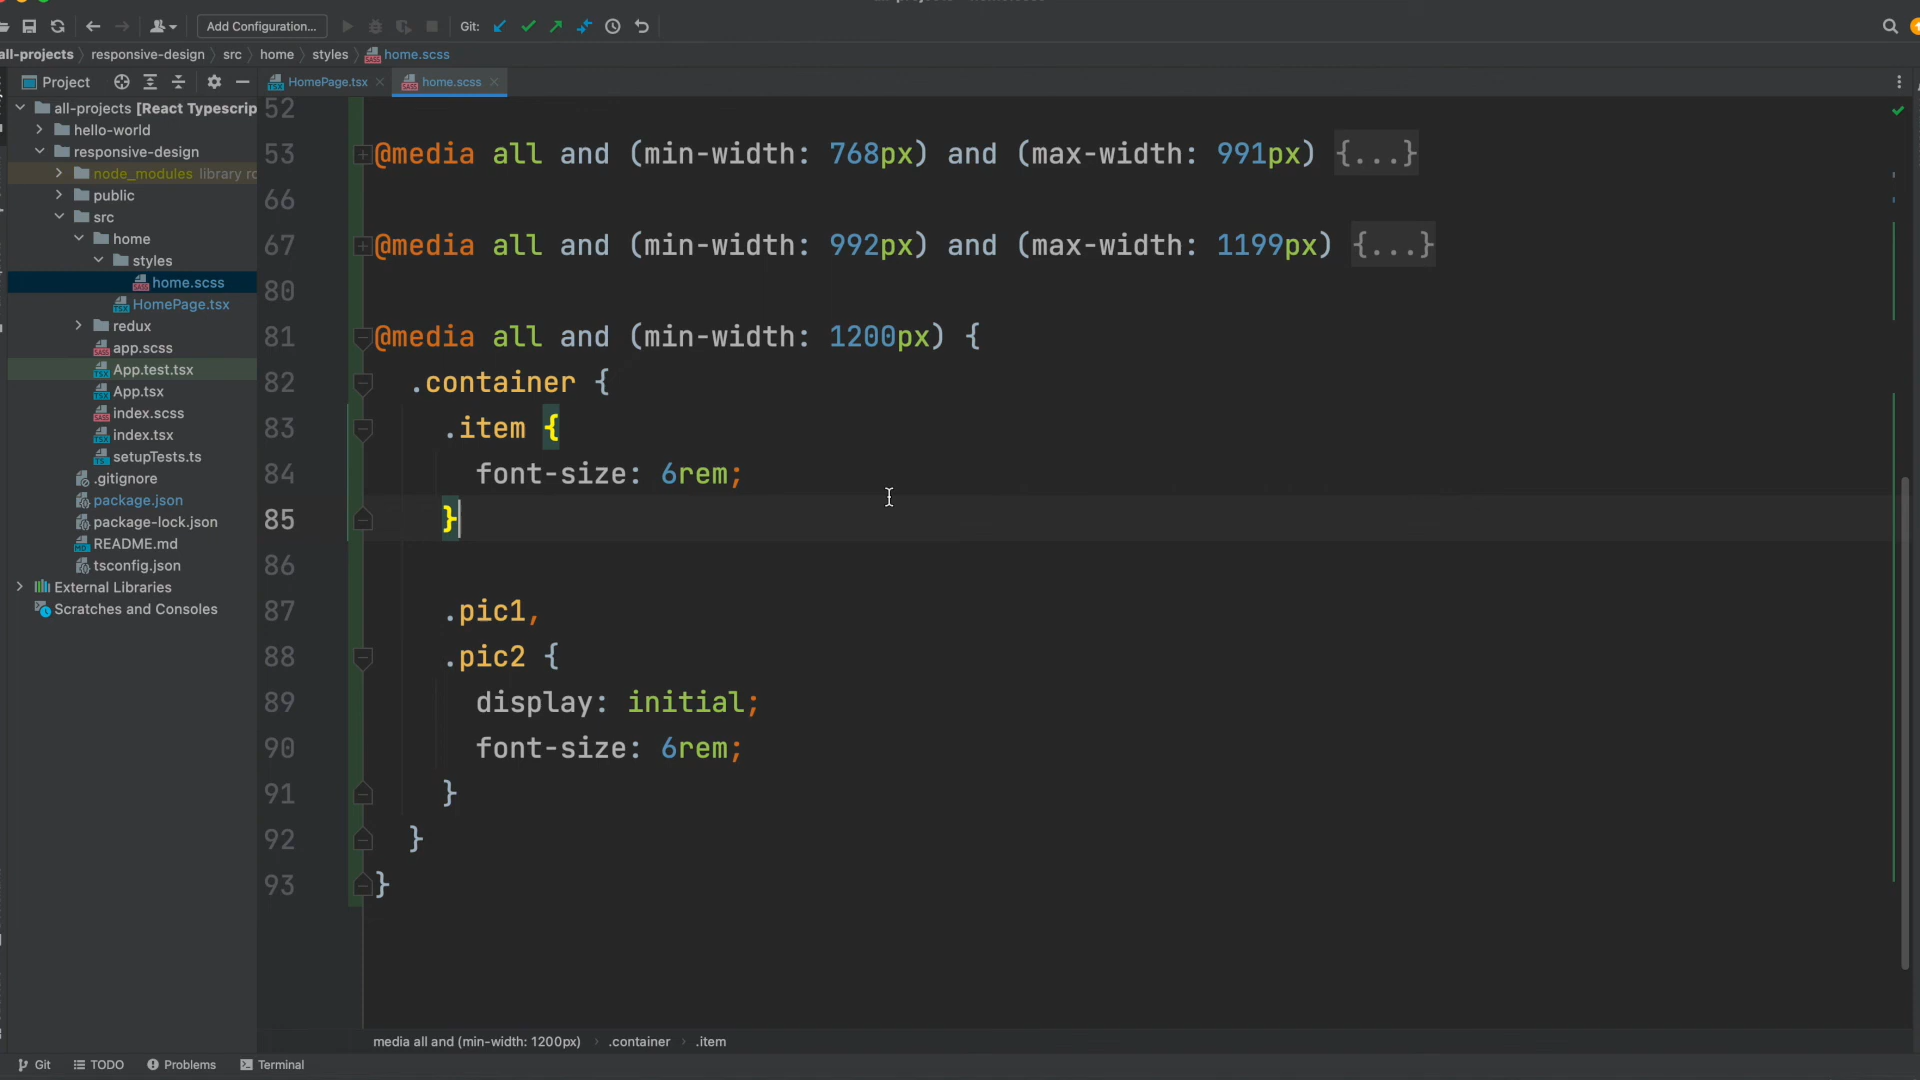 Add Configuration...
Git:
all-projects
responsive-design
src
home
styles
home.scss
Project
HomePage.tsx
home.scss
all-projects [React Typescrip
hello-world
responsive-design
node_modules library ro
public
src
home
styles
home.scss
HomePage.tsx
redux
app.scss
App.test.tsx
App.tsx
index.scss
index.tsx
setupTests.ts
.gitignore
package.json
package-lock.json
README.md
tsconfig.json
External Libraries
Scratches and Consoles
52
53 @media all and (min-width: 768px) and (max-width: 991px) {...}
66
67 @media all and (min-width: 992px) and (max-width: 1199px) {...}
80
81 @media all and (min-width: 1200px) {
82 .container {
83 .item {
84 font-size: 6rem;
85 }
86
87 .pic1,
88 .pic2 {
89 display: initial;
90 font-size: 6rem;
91 }
92 }
93 }
media all and (min-width: 1200px)
.container
.item
Git
TODO
Problems
Terminal